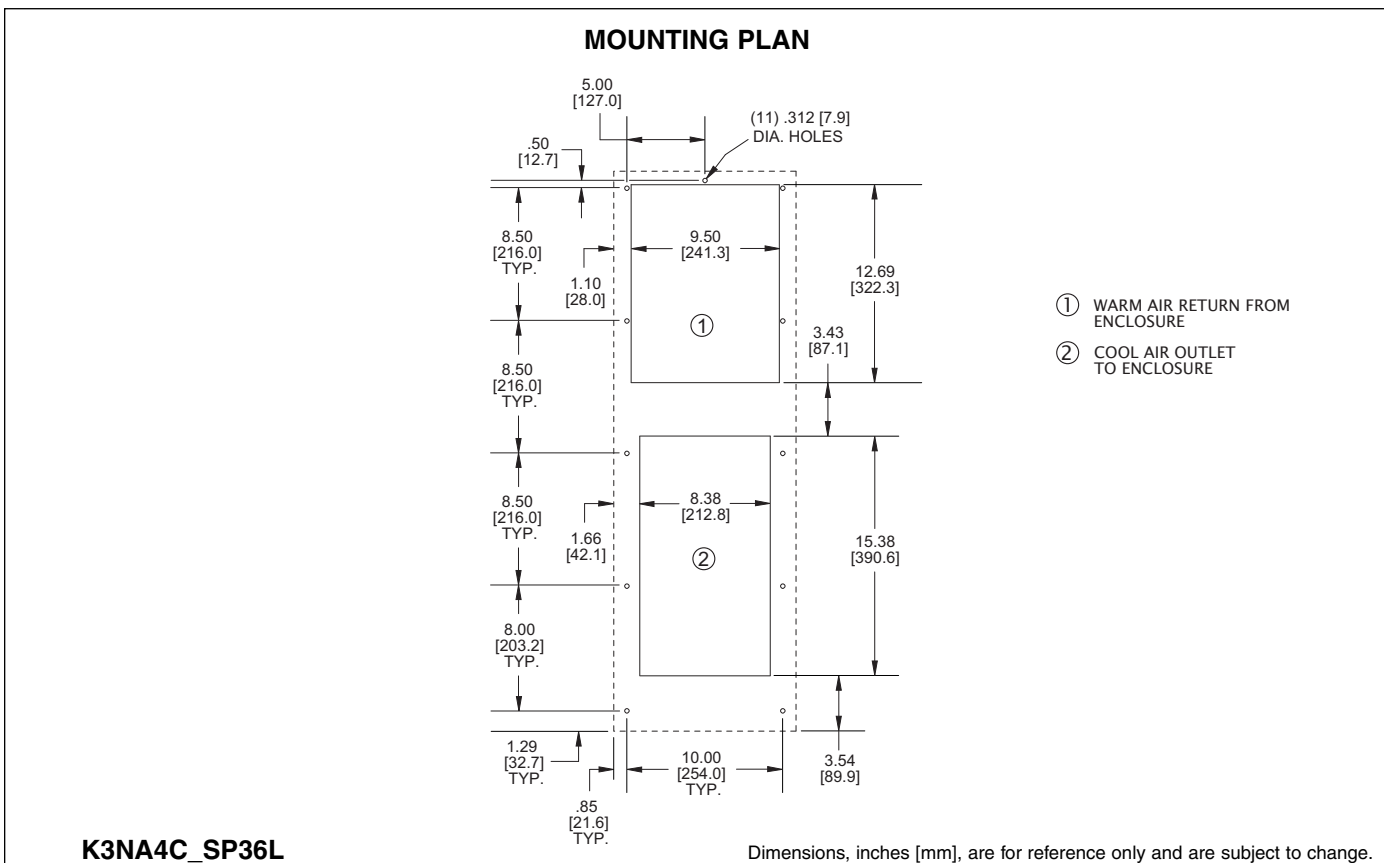 MOUNTING PLAN
5.00
[127.0]
(11) .312 [7.9]
DIA. HOLES
.50
[12.7]
8.50
[216.0]
TYP.
9.50
[241.3]
1.10
[28.0]
12.69
[322.3]
1
3.43
[87.1]
1 WARM AIR RETURN FROM
ENCLOSURE
2 COOL AIR OUTLET
TO ENCLOSURE
8.50
[216.0]
TYP.
8.50
[216.0]
TYP.
8.38
[212.8]
1.66
[42.1]
2
15.38
[390.6]
8.00
[203.2]
TYP.
1.29
[32.7]
TYP.
10.00
[254.0]
TYP.
3.54
[89.9]
.85
[21.6]
TYP.
K3NA4C_SP36L
Dimensions, inches [mm], are for reference only and are subject to change.